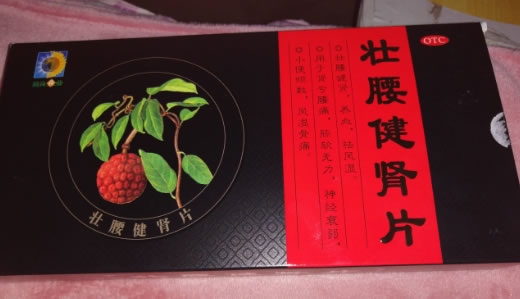 OTC
壮腰健肾片
壮腰健肾,养血,祛风湿。
用于肾亏腰痛,膝软无力,神经衰弱,
小便频数,风湿骨痛。
壮腰健肾片